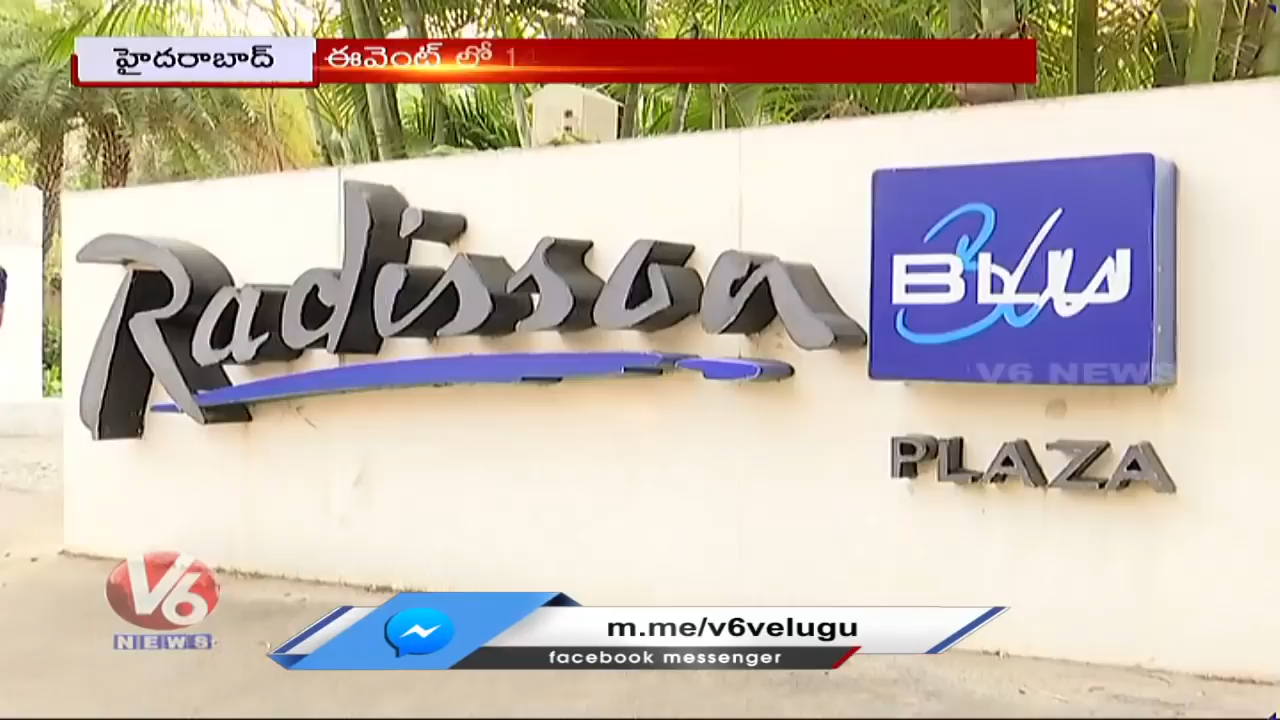 హైదరాబాద్
ఈవెంట్ లో
Radisson
BLU
V6 NEWS
PLAZA
V6
NEWS
m.me/v6velugu
facebook messenger